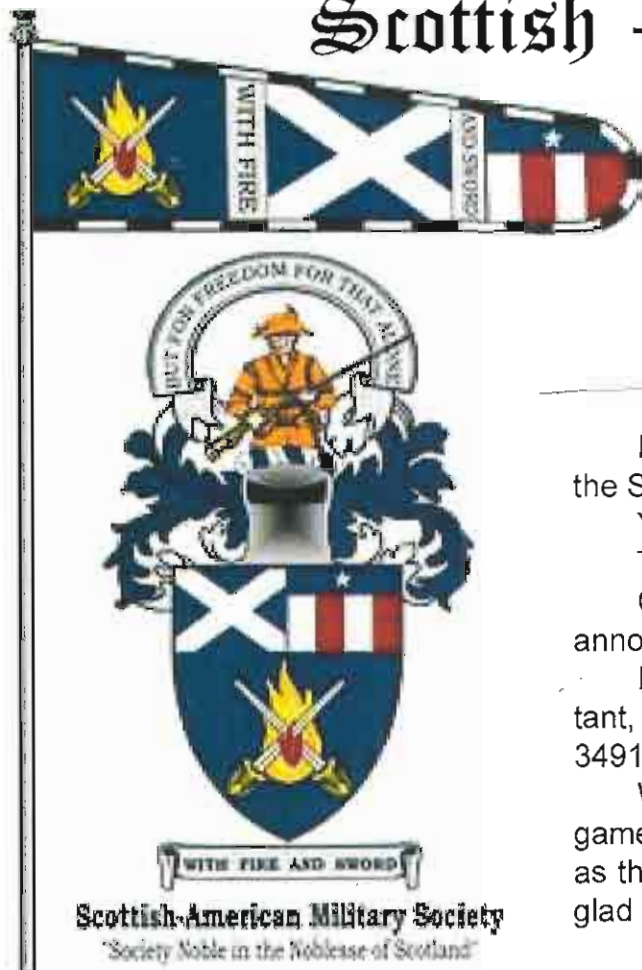 Scottish -
WITH FIRE
AND SWORD
BUT FOR FREEDOM FOR THAT ALONE
the S
anno
tant,
3491
game
as th
glad
WITH FIRE AND SWORD
Scottish-American Military Society
"Society Noble in the Noblesse of Scotland"